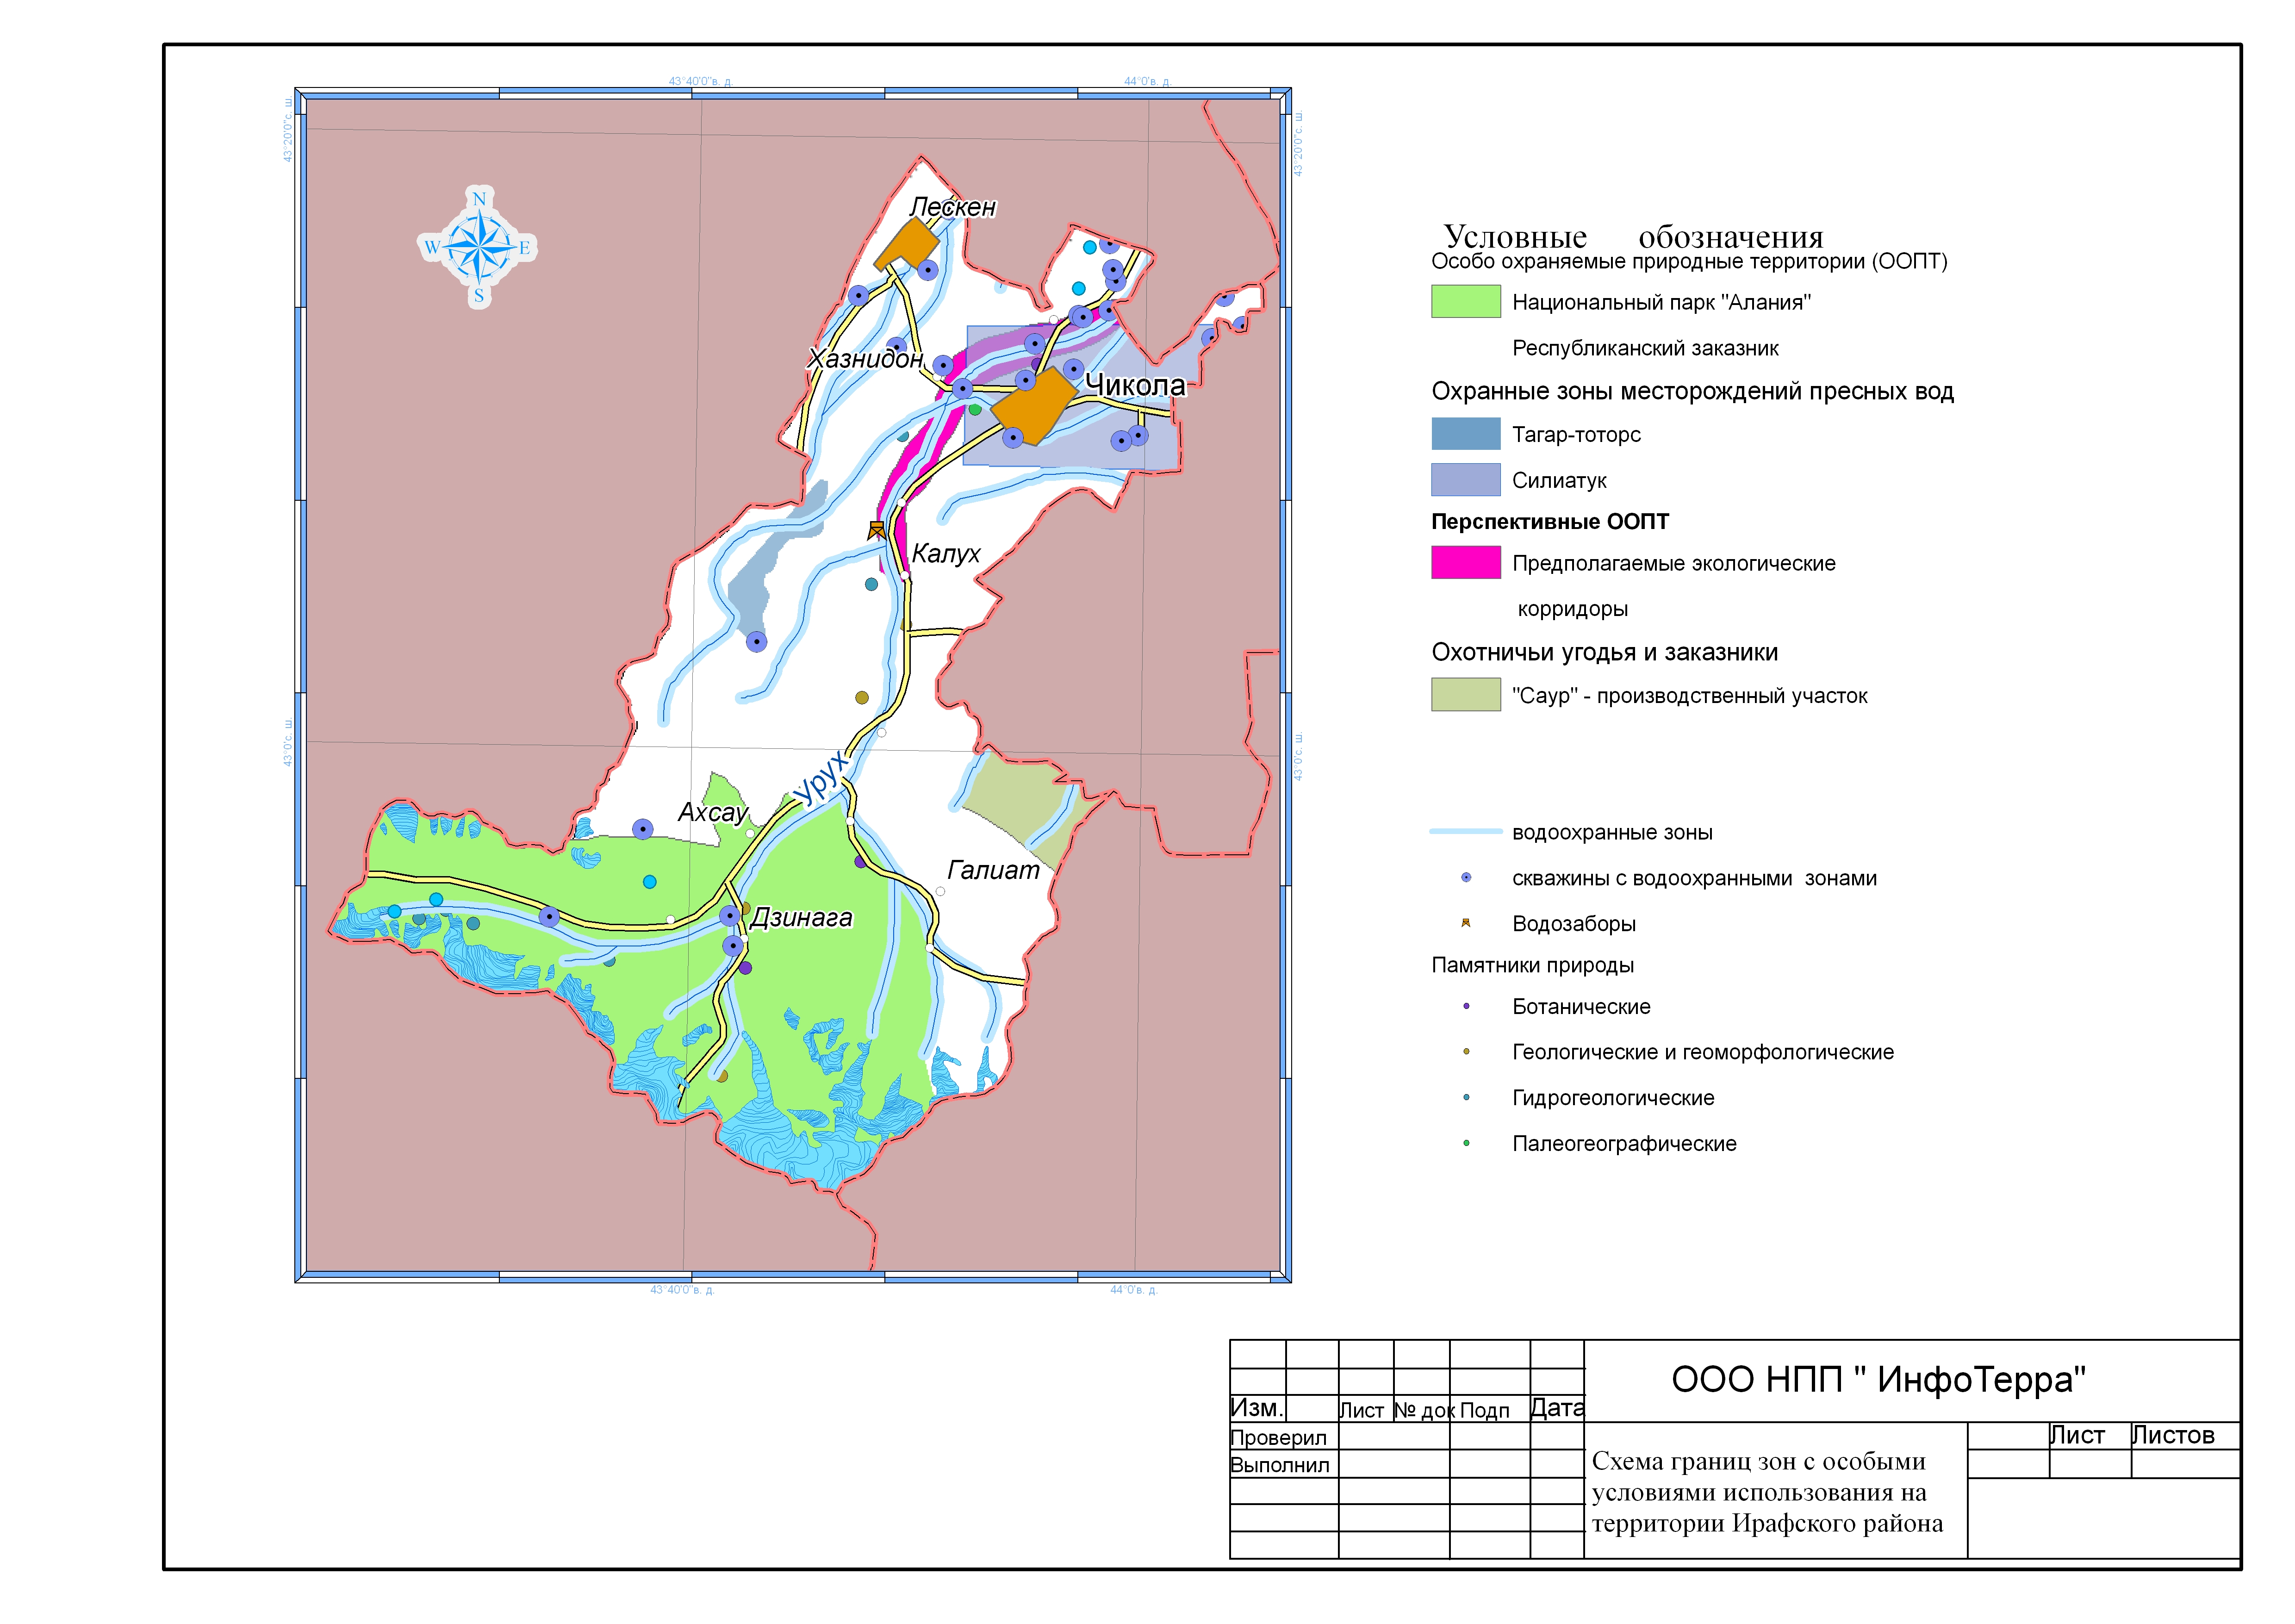 43°40'0"в. д.
44°0'в. д.
43°20'0"с. ш.
43°20'0"с. ш.
N
W E
S
Лескен
Хазнидон
Чикола
Калух
43°0'с. ш.
43°0'с. ш.
Урух
Ахсау
Галиат
Дзинага
43°40'0"в. д.
44°0'в. д.
Условные обозначения
Особо охраняемые природные территории (ООПТ)
Национальный парк "Алания"
Республиканский заказник
Охранные зоны месторождений пресных вод
Тагар-тоторс
Силиатук
Перспективные ООПТ
Предполагаемые экологические
корридоры
Охотничьи угодья и заказники
"Саур" - производственный участок
водоохранные зоны
скважины с водоохранными зонами
Водозаборы
Памятники природы
Ботанические
Геологические и геоморфологические
Гидрогеологические
Палеогеографические
ООО НПП " ИнфоТерра"
Изм. Лист № док Подп Дата
Проверил
Выполнил
Схема границ зон с особыми
условиями использования на
территории Ирафского района
Лист Листов